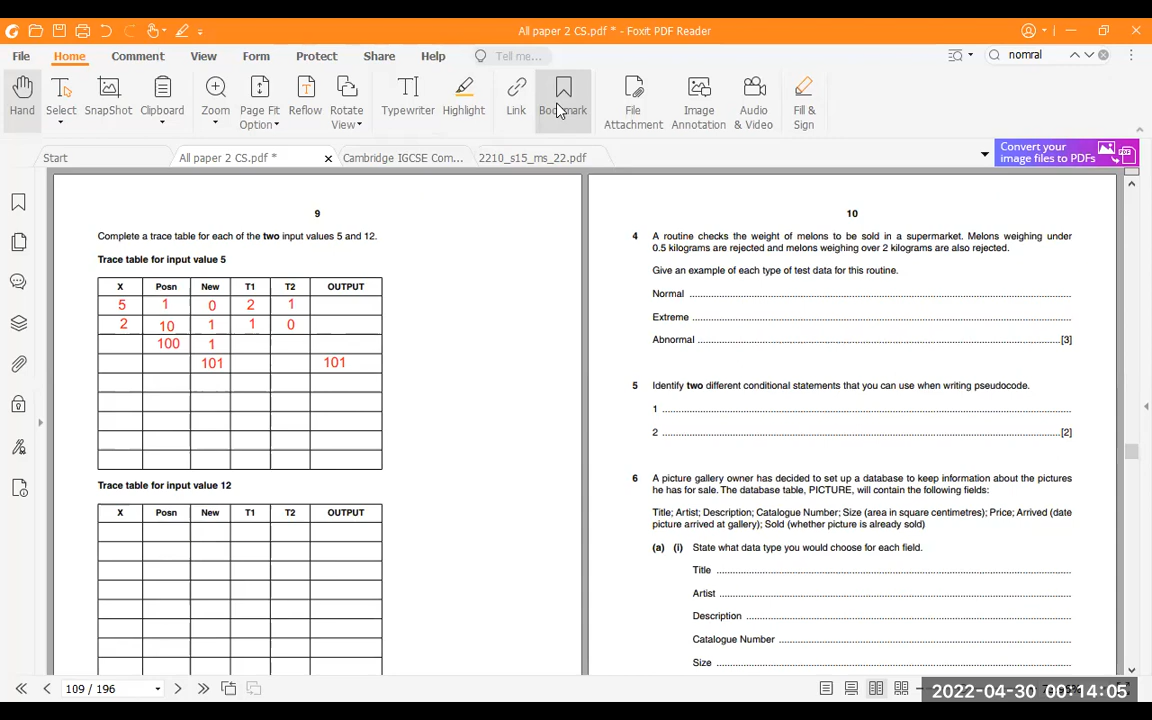 All paper 2 CS.pdf * - Foxit PDF Reader
File Home Comment View Form Protect Share Help Tell me... nomral
Hand Select SnapShot Clipboard Zoom Page Fit Option Reflow Rotate View Typewriter Highlight Link Bookmark File Attachment Image Annotation Audio & Video Fill & Sign
Start All paper 2 CS.pdf * Cambridge IGCSE Com... 2210_s15_ms_22.pdf Convert your image files to PDFs
9
Complete a trace table for each of the two input values 5 and 12.
Trace table for input value 5
X Posn New T1 T2 OUTPUT
5 1 0 2 1
2 10 1 1 0
100 1
101 101
Trace table for input value 12
X Posn New T1 T2 OUTPUT
10
4 A routine checks the weight of melons to be sold in a supermarket. Melons weighing under
0.5 kilograms are rejected and melons weighing over 2 kilograms are also rejected.
Give an example of each type of test data for this routine.
Normal
Extreme
Abnormal [3]
5 Identify two different conditional statements that you can use when writing pseudocode.
1
2 [2]
6 A picture gallery owner has decided to set up a database to keep information about the pictures
he has for sale. The database table, PICTURE, will contain the following fields:
Title; Artist; Description; Catalogue Number; Size (area in square centimetres); Price; Arrived (date
picture arrived at gallery); Sold (whether picture is already sold)
(a) (i) State what data type you would choose for each field.
Title
Artist
Description
Catalogue Number
Size
109 / 196
2022-04-30 00:14:05